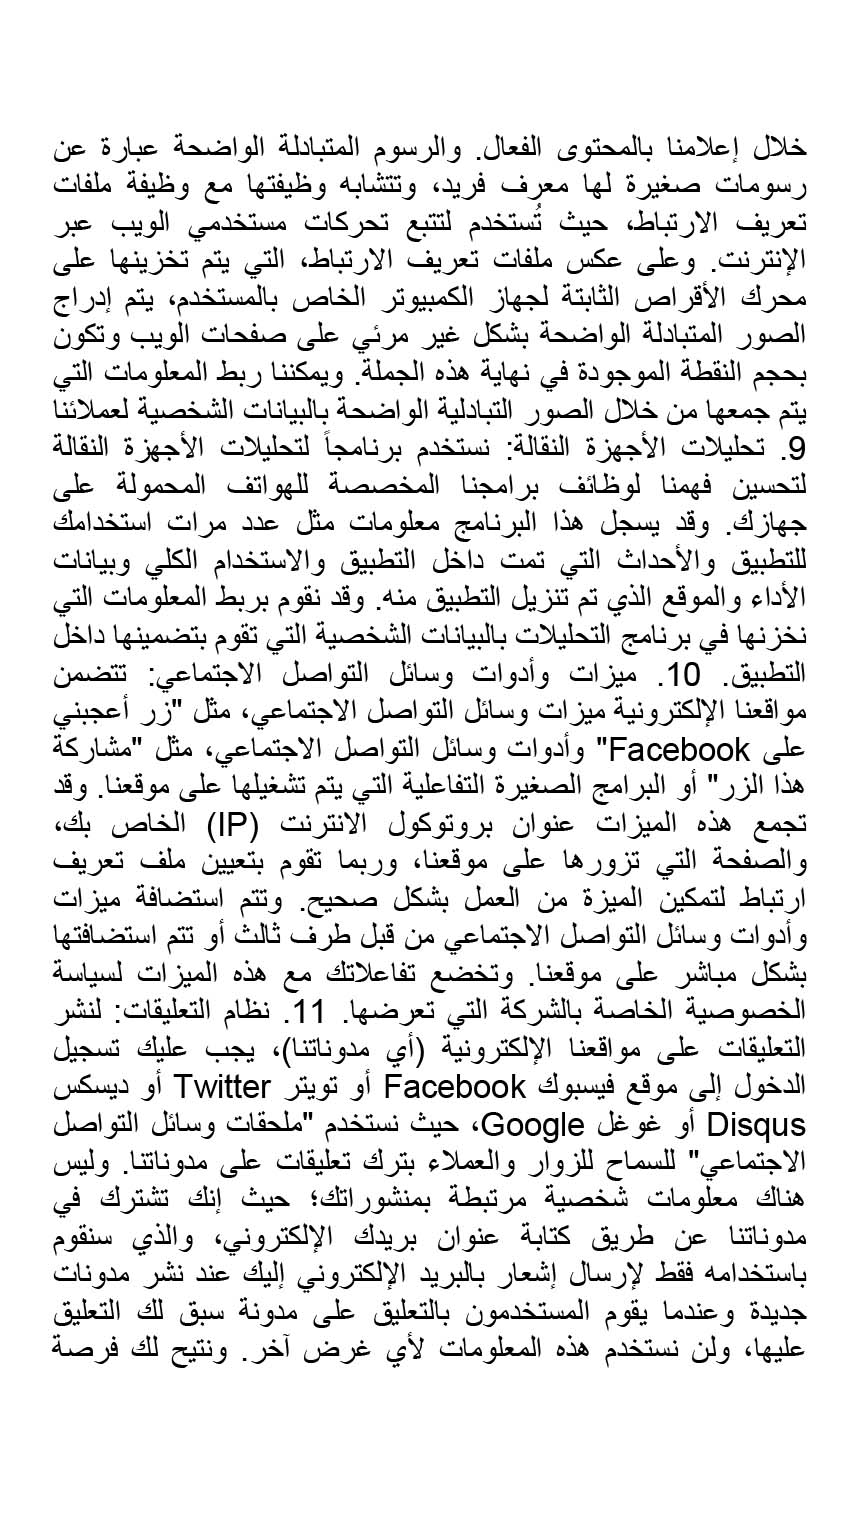 خلال إعلامنا بالمحتوى الفعال. والرسوم المتبادلة الواضحة عبارة عن
رسومات صغيرة لها معرف فريد، وتتشابه وظيفتها مع وظيفة ملفات
تعريف الارتباط، حيث تُستخدم لتتبع تحركات مستخدمي الويب عبر
الإنترنت. وعلى عكس ملفات تعريف الارتباط، التي يتم تخزينها على
محرك الأقراص الثابتة لجهاز الكمبيوتر الخاص بالمستخدم، يتم إدراج
الصور المتبادلة الواضحة بشكل غير مرئي على صفحات الويب وتكون
بحجم النقطة الموجودة في نهاية هذه الجملة. ويمكننا ربط المعلومات التي
يتم جمعها من خلال الصور التبادلية الواضحة بالبيانات الشخصية لعملائنا
9. تحليلات الأجهزة النقالة: نستخدم برنامجاً لتحليلات الأجهزة النقالة
لتحسين فهمنا لوظائف برامجنا المخصصة للهواتف المحمولة على
جهازك. وقد يسجل هذا البرنامج معلومات مثل عدد مرات استخدامك
للتطبيق والأحداث التي تمت داخل التطبيق والاستخدام الكلي وبيانات
الأداء والموقع الذي تم تنزيل التطبيق منه. وقد نقوم بربط المعلومات التي
نخزنها في برنامج التحليلات بالبيانات الشخصية التي تقوم بتضمينها داخل
التطبيق. 10. ميزات وأدوات وسائل التواصل الاجتماعي: تتضمن
مواقعنا الإلكترونية ميزات وسائل التواصل الاجتماعي، مثل "زر أعجبني
على Facebook" وأدوات وسائل التواصل الاجتماعي، مثل "مشاركة
هذا الزر" أو البرامج الصغيرة التفاعلية التي يتم تشغيلها على موقعنا. وقد
تجمع هذه الميزات عنوان بروتوكول الانترنت (IP) الخاص بك،
والصفحة التي تزورها على موقعنا، وربما تقوم بتعيين ملف تعريف
ارتباط لتمكين الميزة من العمل بشكل صحيح. وتتم استضافة ميزات
وأدوات وسائل التواصل الاجتماعي من قبل طرف ثالث أو تتم استضافتها
بشكل مباشر على موقعنا. وتخضع تفاعلاتك مع هذه الميزات لسياسة
الخصوصية الخاصة بالشركة التي تعرضها. 11. نظام التعليقات: لنشر
التعليقات على مواقعنا الإلكترونية (أي مدوناتنا)، يجب عليك تسجيل
الدخول إلى موقع فيسبوك Facebook أو تويتر Twitter أو ديسكس
Disqus أو غوغل Google، حيث نستخدم "ملحقات وسائل التواصل
الاجتماعي" للسماح للزوار والعملاء بترك تعليقات على مدوناتنا. وليس
هناك معلومات شخصية مرتبطة بمنشوراتك؛ حيث إنك تشترك في
مدوناتنا عن طريق كتابة عنوان بريدك الإلكتروني، والذي سنقوم
باستخدامه فقط لإرسال إشعار بالبريد الإلكتروني إليك عند نشر مدونات
جديدة وعندما يقوم المستخدمون بالتعليق على مدونة سبق لك التعليق
عليها، ولن نستخدم هذه المعلومات لأي غرض آخر. ونتيح لك فرصة